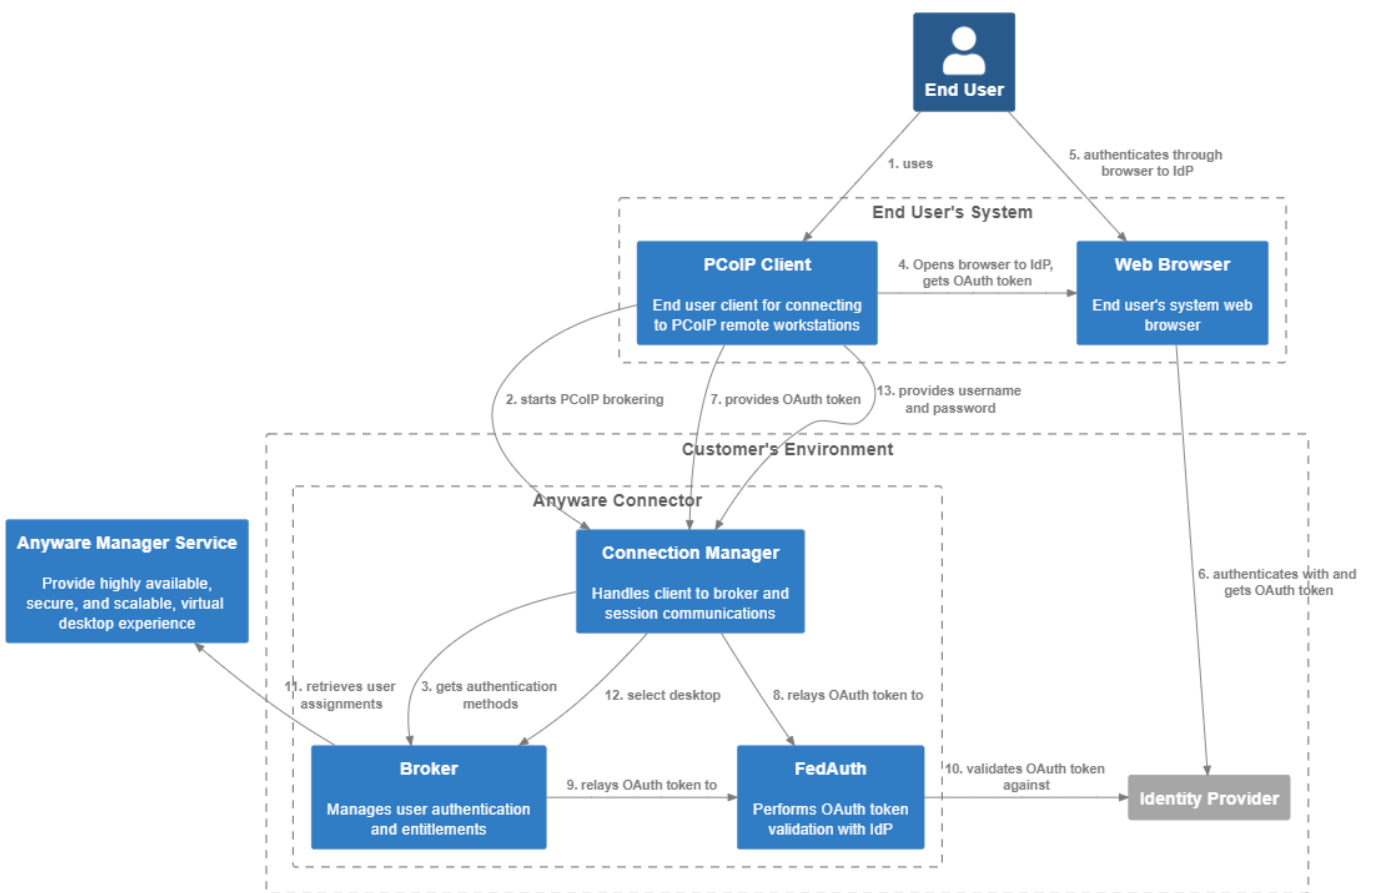 End User
1. uses
5. authenticates through
browser to IdP
End User's System
PCoIP Client
End user client for connecting
to PCoIP remote workstations
4. Opens browser to IdP,
gets OAuth token
Web Browser
End user's system web
browser
2. starts PCoIP brokering
7. provides OAuth token
13. provides username
and password
Customer's Environment
Anyware Connector
Anyware Manager Service
Provide highly available,
secure, and scalable, virtual
desktop experience
Connection Manager
Handles client to broker and
session communications
6. authenticates with and
gets OAuth token
11. retrieves user
assignments
3. gets authentication
methods
12. select desktop
8. relays OAuth token to
Broker
Manages user authentication
and entitlements
9. relays OAuth token to
FedAuth
Performs OAuth token
validation with IdP
10. validates OAuth token
against
Identity Provider